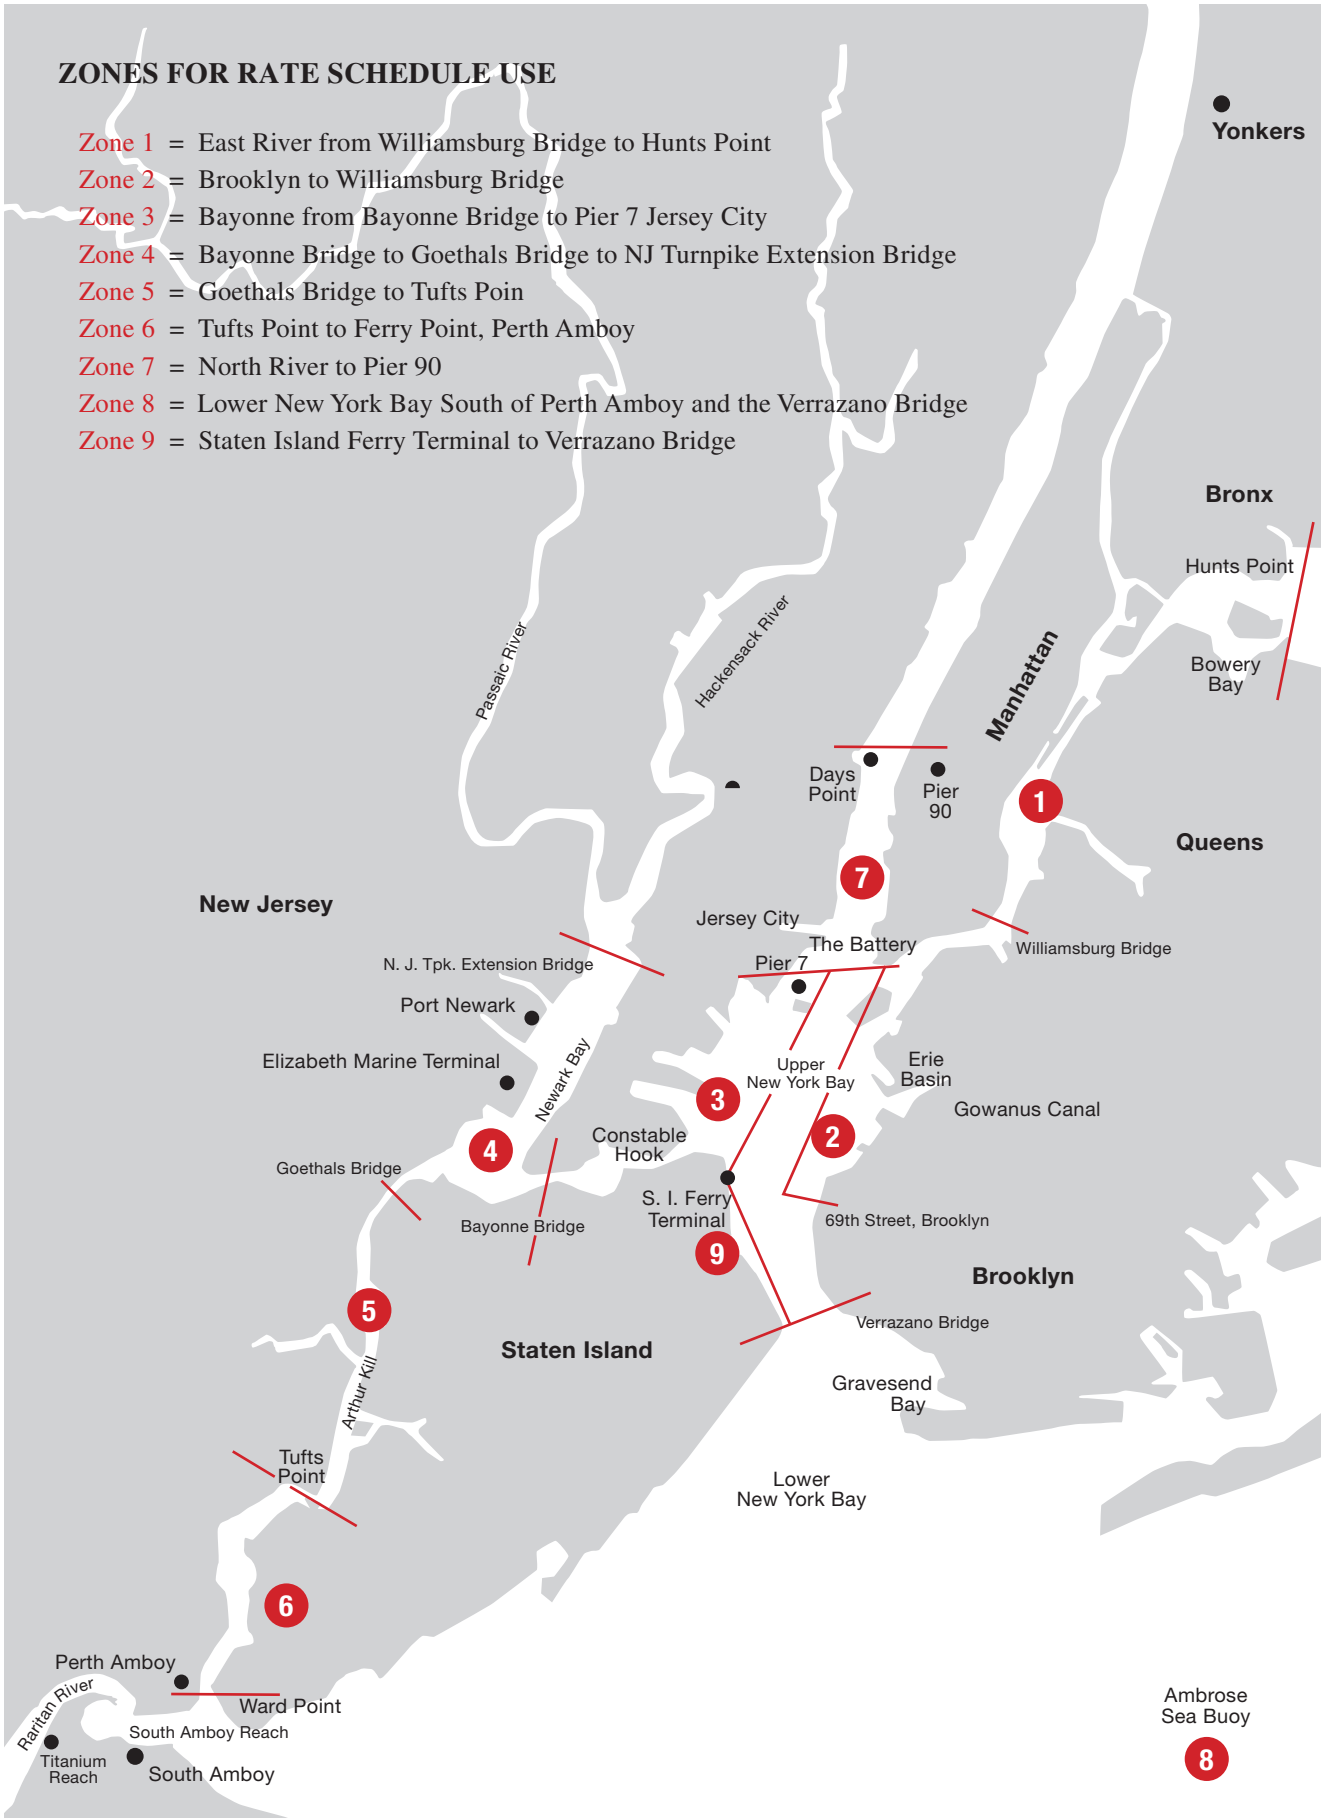 ZONES FOR RATE SCHEDULE USE
Zone 1 = East River from Williamsburg Bridge to Hunts Point
Zone 2 = Brooklyn to Williamsburg Bridge
Zone 3 = Bayonne from Bayonne Bridge to Pier 7 Jersey City
Zone 4 = Bayonne Bridge to Goethals Bridge to NJ Turnpike Extension Bridge
Zone 5 = Goethals Bridge to Tufts Poin
Zone 6 = Tufts Point to Ferry Point, Perth Amboy
Zone 7 = North River to Pier 90
Zone 8 = Lower New York Bay South of Perth Amboy and the Verrazano Bridge
Zone 9 = Staten Island Ferry Terminal to Verrazano Bridge
Yonkers
Bronx
Hunts Point
Bowery
Bay
Manhattan
Passaic River
Hackensack River
Days
Point
Pier
90
1
Queens
7
New Jersey
Jersey City
The Battery
Williamsburg Bridge
N. J. Tpk. Extension Bridge
Pier 7
Port Newark
Elizabeth Marine Terminal
Newark Bay
Upper
New York Bay
Erie
Basin
3
Gowanus Canal
2
Constable
Hook
4
Goethals Bridge
S. I. Ferry
Terminal
Bayonne Bridge
69th Street, Brooklyn
9
Brooklyn
5
Verrazano Bridge
Staten Island
Arthur Kill
Gravesend
Bay
Tufts
Point
Lower
New York Bay
6
Perth Amboy
Raritan River
Ward Point
South Amboy Reach
Titanium
Reach
South Amboy
Ambrose
Sea Buoy
8